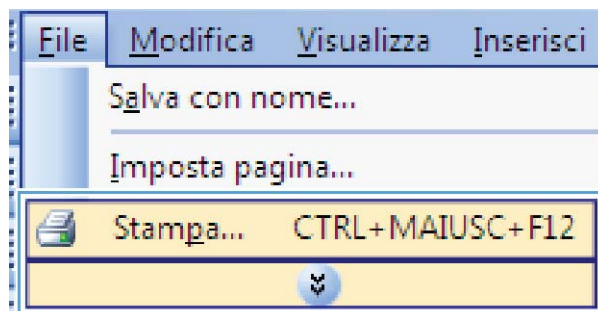 File Modifica Visualizza Inserisci
Salva con nome...
Imposta pagina...
Stampa... CTRL+MAIUSC+F12